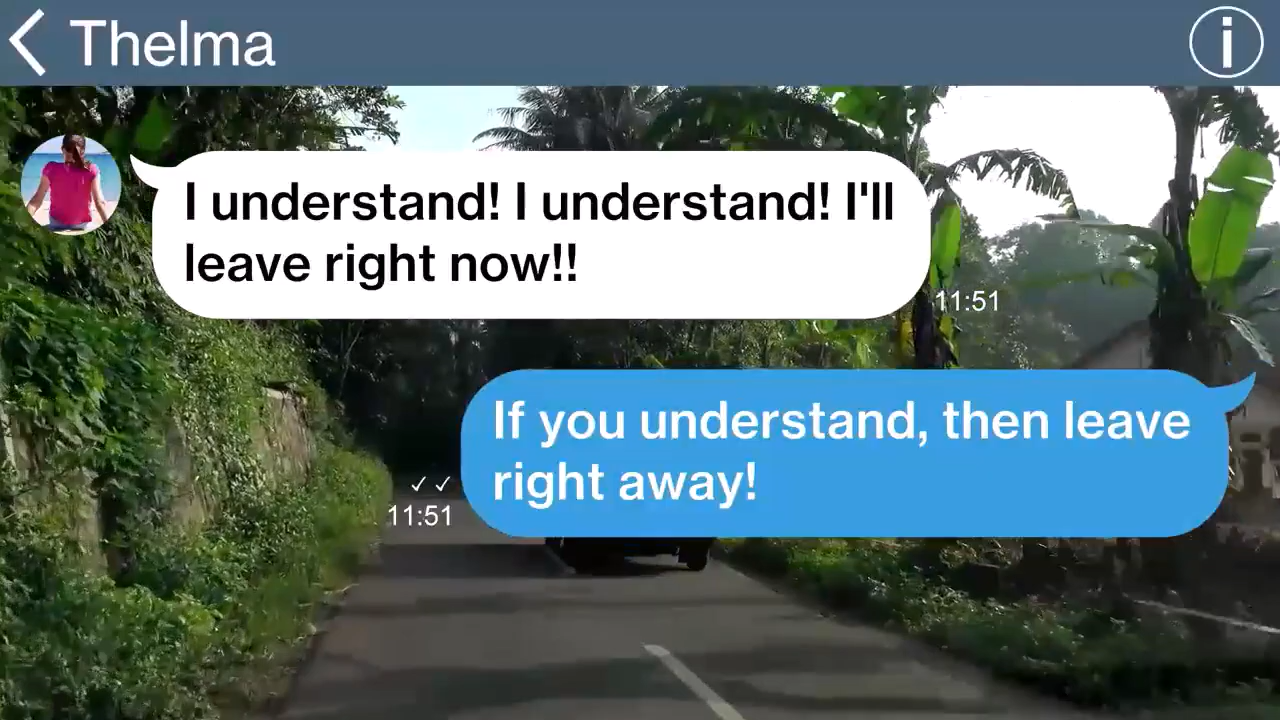 Thelma
I understand! I understand! I'll
leave right now!!
11:51
If you understand, then leave
right away!
✓✓
11:51